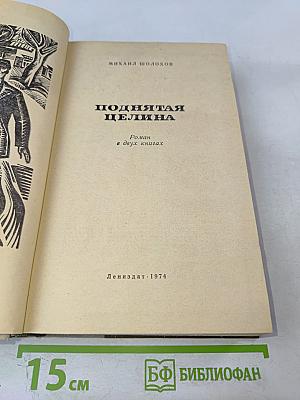 МИХАИЛ ШОЛОХОВ
ПОДНЯТАЯ
ЦЕЛИНА
Роман
в двух книгах
Лениздат · 1974
15 см
БФ БИБЛИОФАН